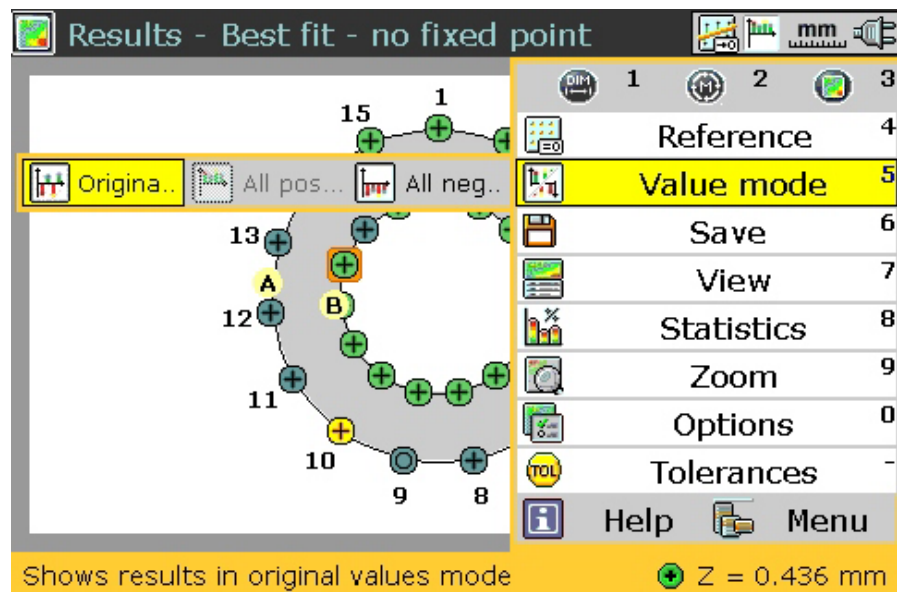 Results - Best fit - no fixed point
mm
DIM 1 M 2 3
Reference 4
Value mode 5
Save 6
View 7
Statistics 8
Zoom 9
Options 0
TOL Tolerances -
Help Menu
Origina.. All pos... All neg..
15 1
13
A
B
12
11
10
9 8
Shows results in original values mode
Z = 0.436 mm